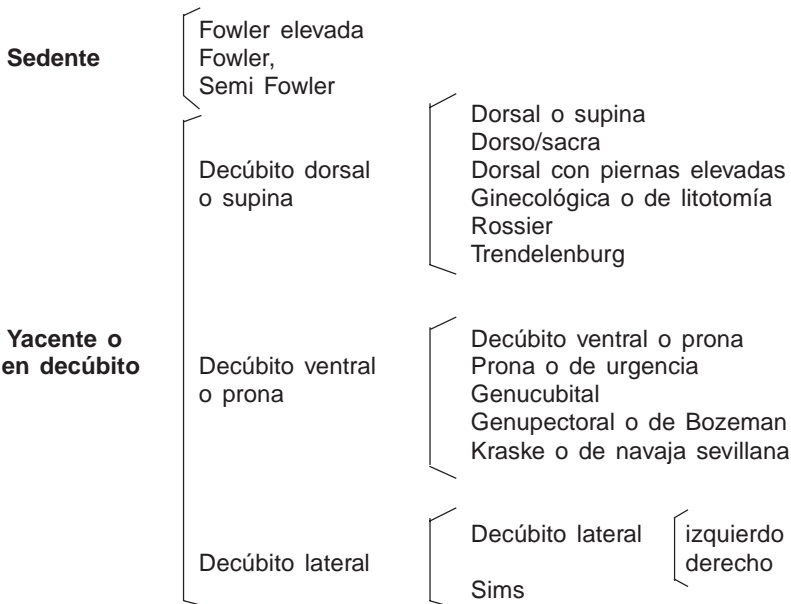 Sedente
Fowler elevada
Fowler,
Semi Fowler
Yacente o
en decúbito
Decúbito dorsal
o supina
Dorsal o supina
Dorso/sacra
Dorsal con piernas elevadas
Ginecológica o de litotomía
Rossier
Trendelenburg
Decúbito ventral
o prona
Decúbito ventral o prona
Prona o de urgencia
Genucubital
Genupectoral o de Bozeman
Kraske o de navaja sevillana
Decúbito lateral
Decúbito lateral
izquierdo
derecho
Sims